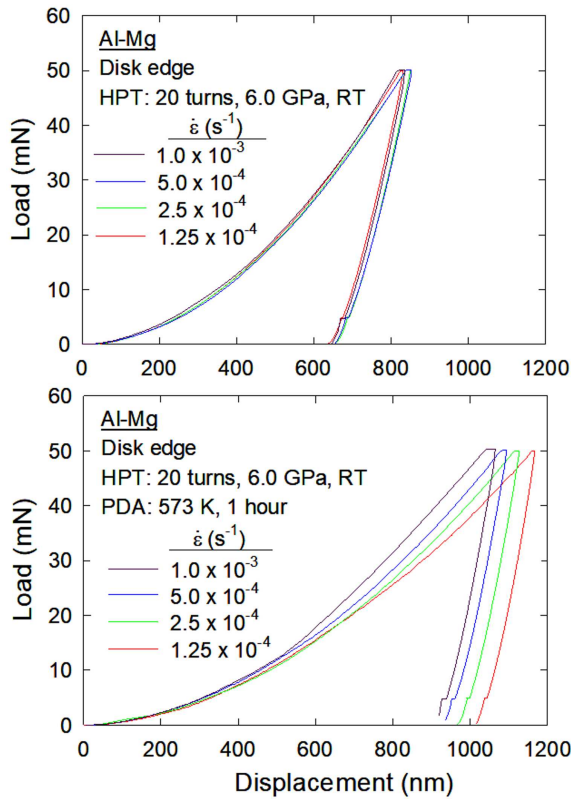 60
Al-Mg
50
Disk edge
HPT: 20 turns, 6.0 GPa, RT
40
ε̇ (s⁻¹)
1.0 x 10⁻³
30
5.0 x 10⁻⁴
2.5 x 10⁻⁴
20
1.25 x 10⁻⁴
10
0
Load (mN)
0 200 400 600 800 1000 1200
60
Al-Mg
50
Disk edge
HPT: 20 turns, 6.0 GPa, RT
40
PDA: 573 K, 1 hour
ε̇ (s⁻¹)
30
1.0 x 10⁻³
5.0 x 10⁻⁴
20
2.5 x 10⁻⁴
1.25 x 10⁻⁴
10
0
Load (mN)
0 200 400 600 800 1000 1200
Displacement (nm)